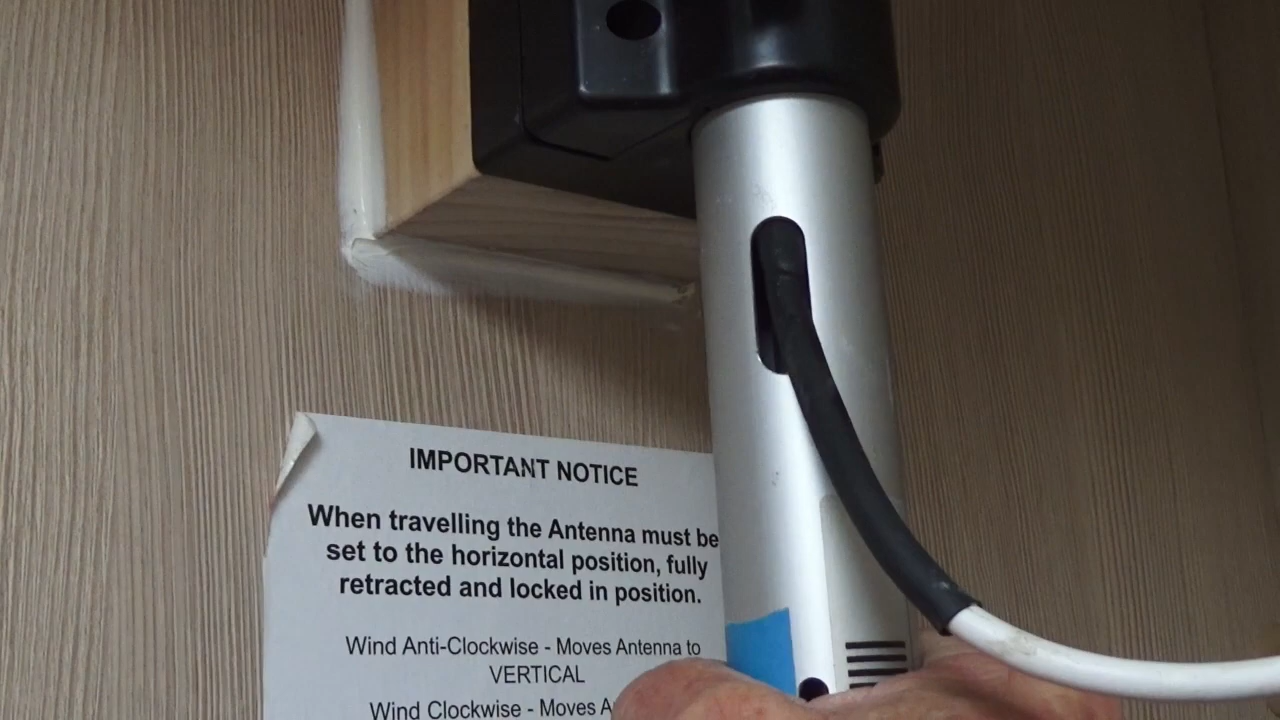 IMPORTANT NOTICE
When travelling the Antenna must be
set to the horizontal position, fully
retracted and locked in position.
Wind Anti-Clockwise - Moves Antenna to
VERTICAL
Wind Clockwise - Moves